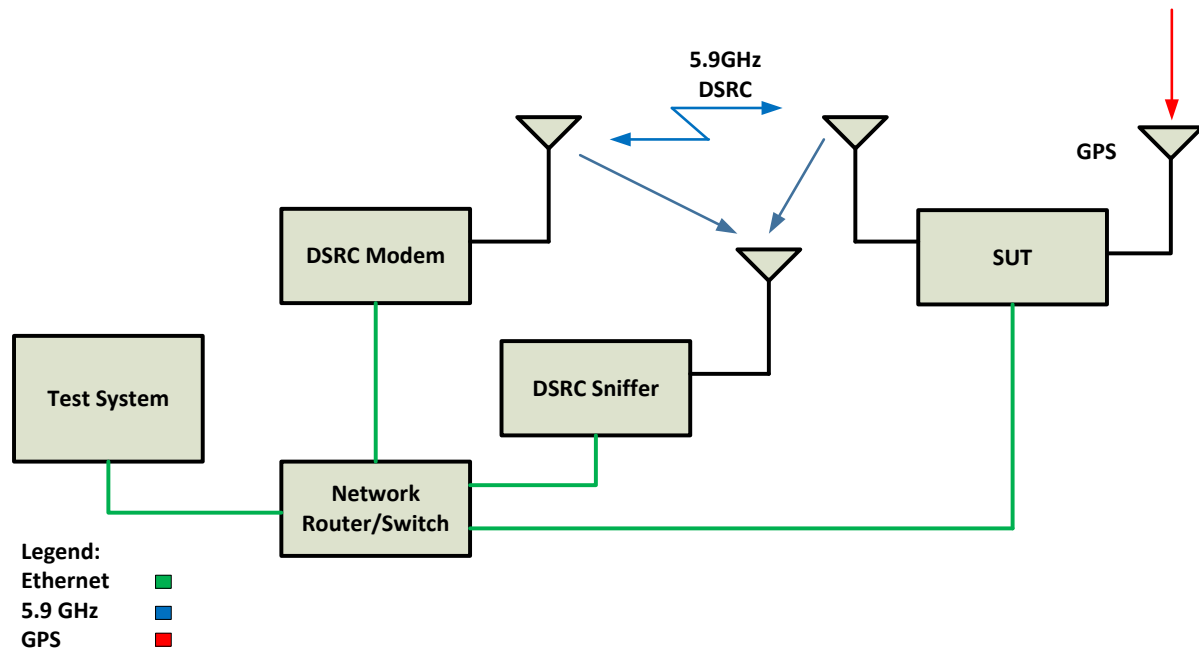 5.9GHz
DSRC
GPS
DSRC Modem
SUT
Test System
DSRC Sniffer
Network
Router/Switch
Legend:
Ethernet
5.9 GHz
GPS